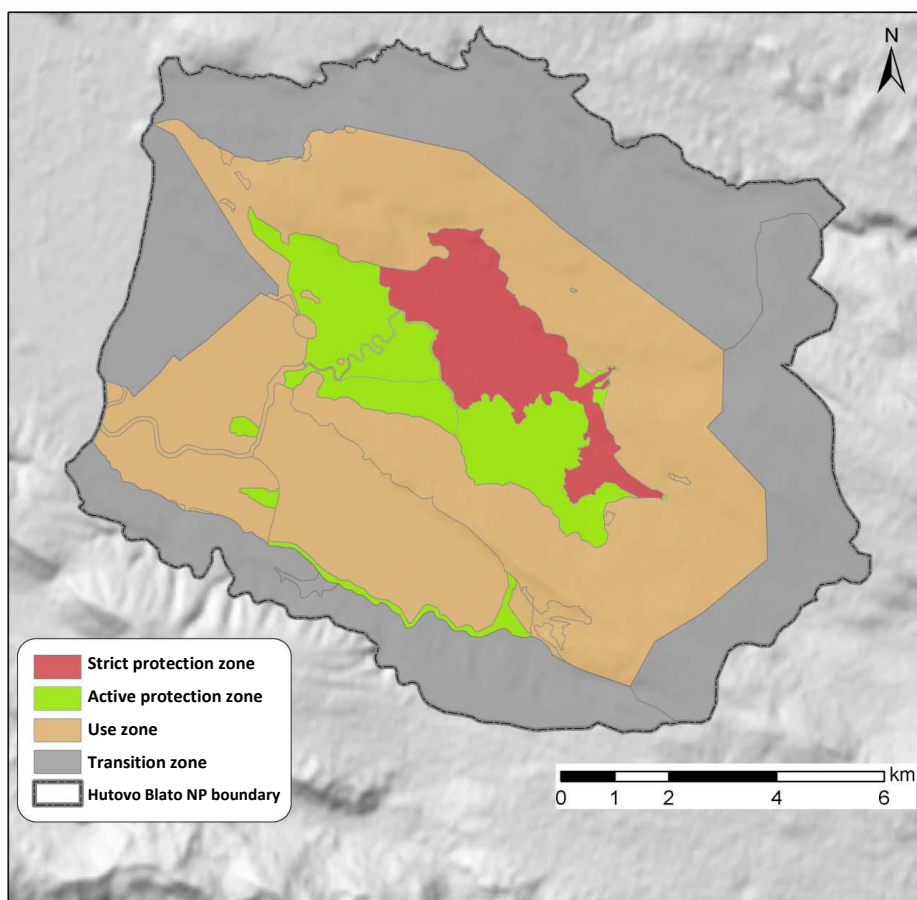 N
Strict protection zone
Active protection zone
Use zone
Transition zone
Hutovo Blato NP boundary
km
0 1 2 4 6